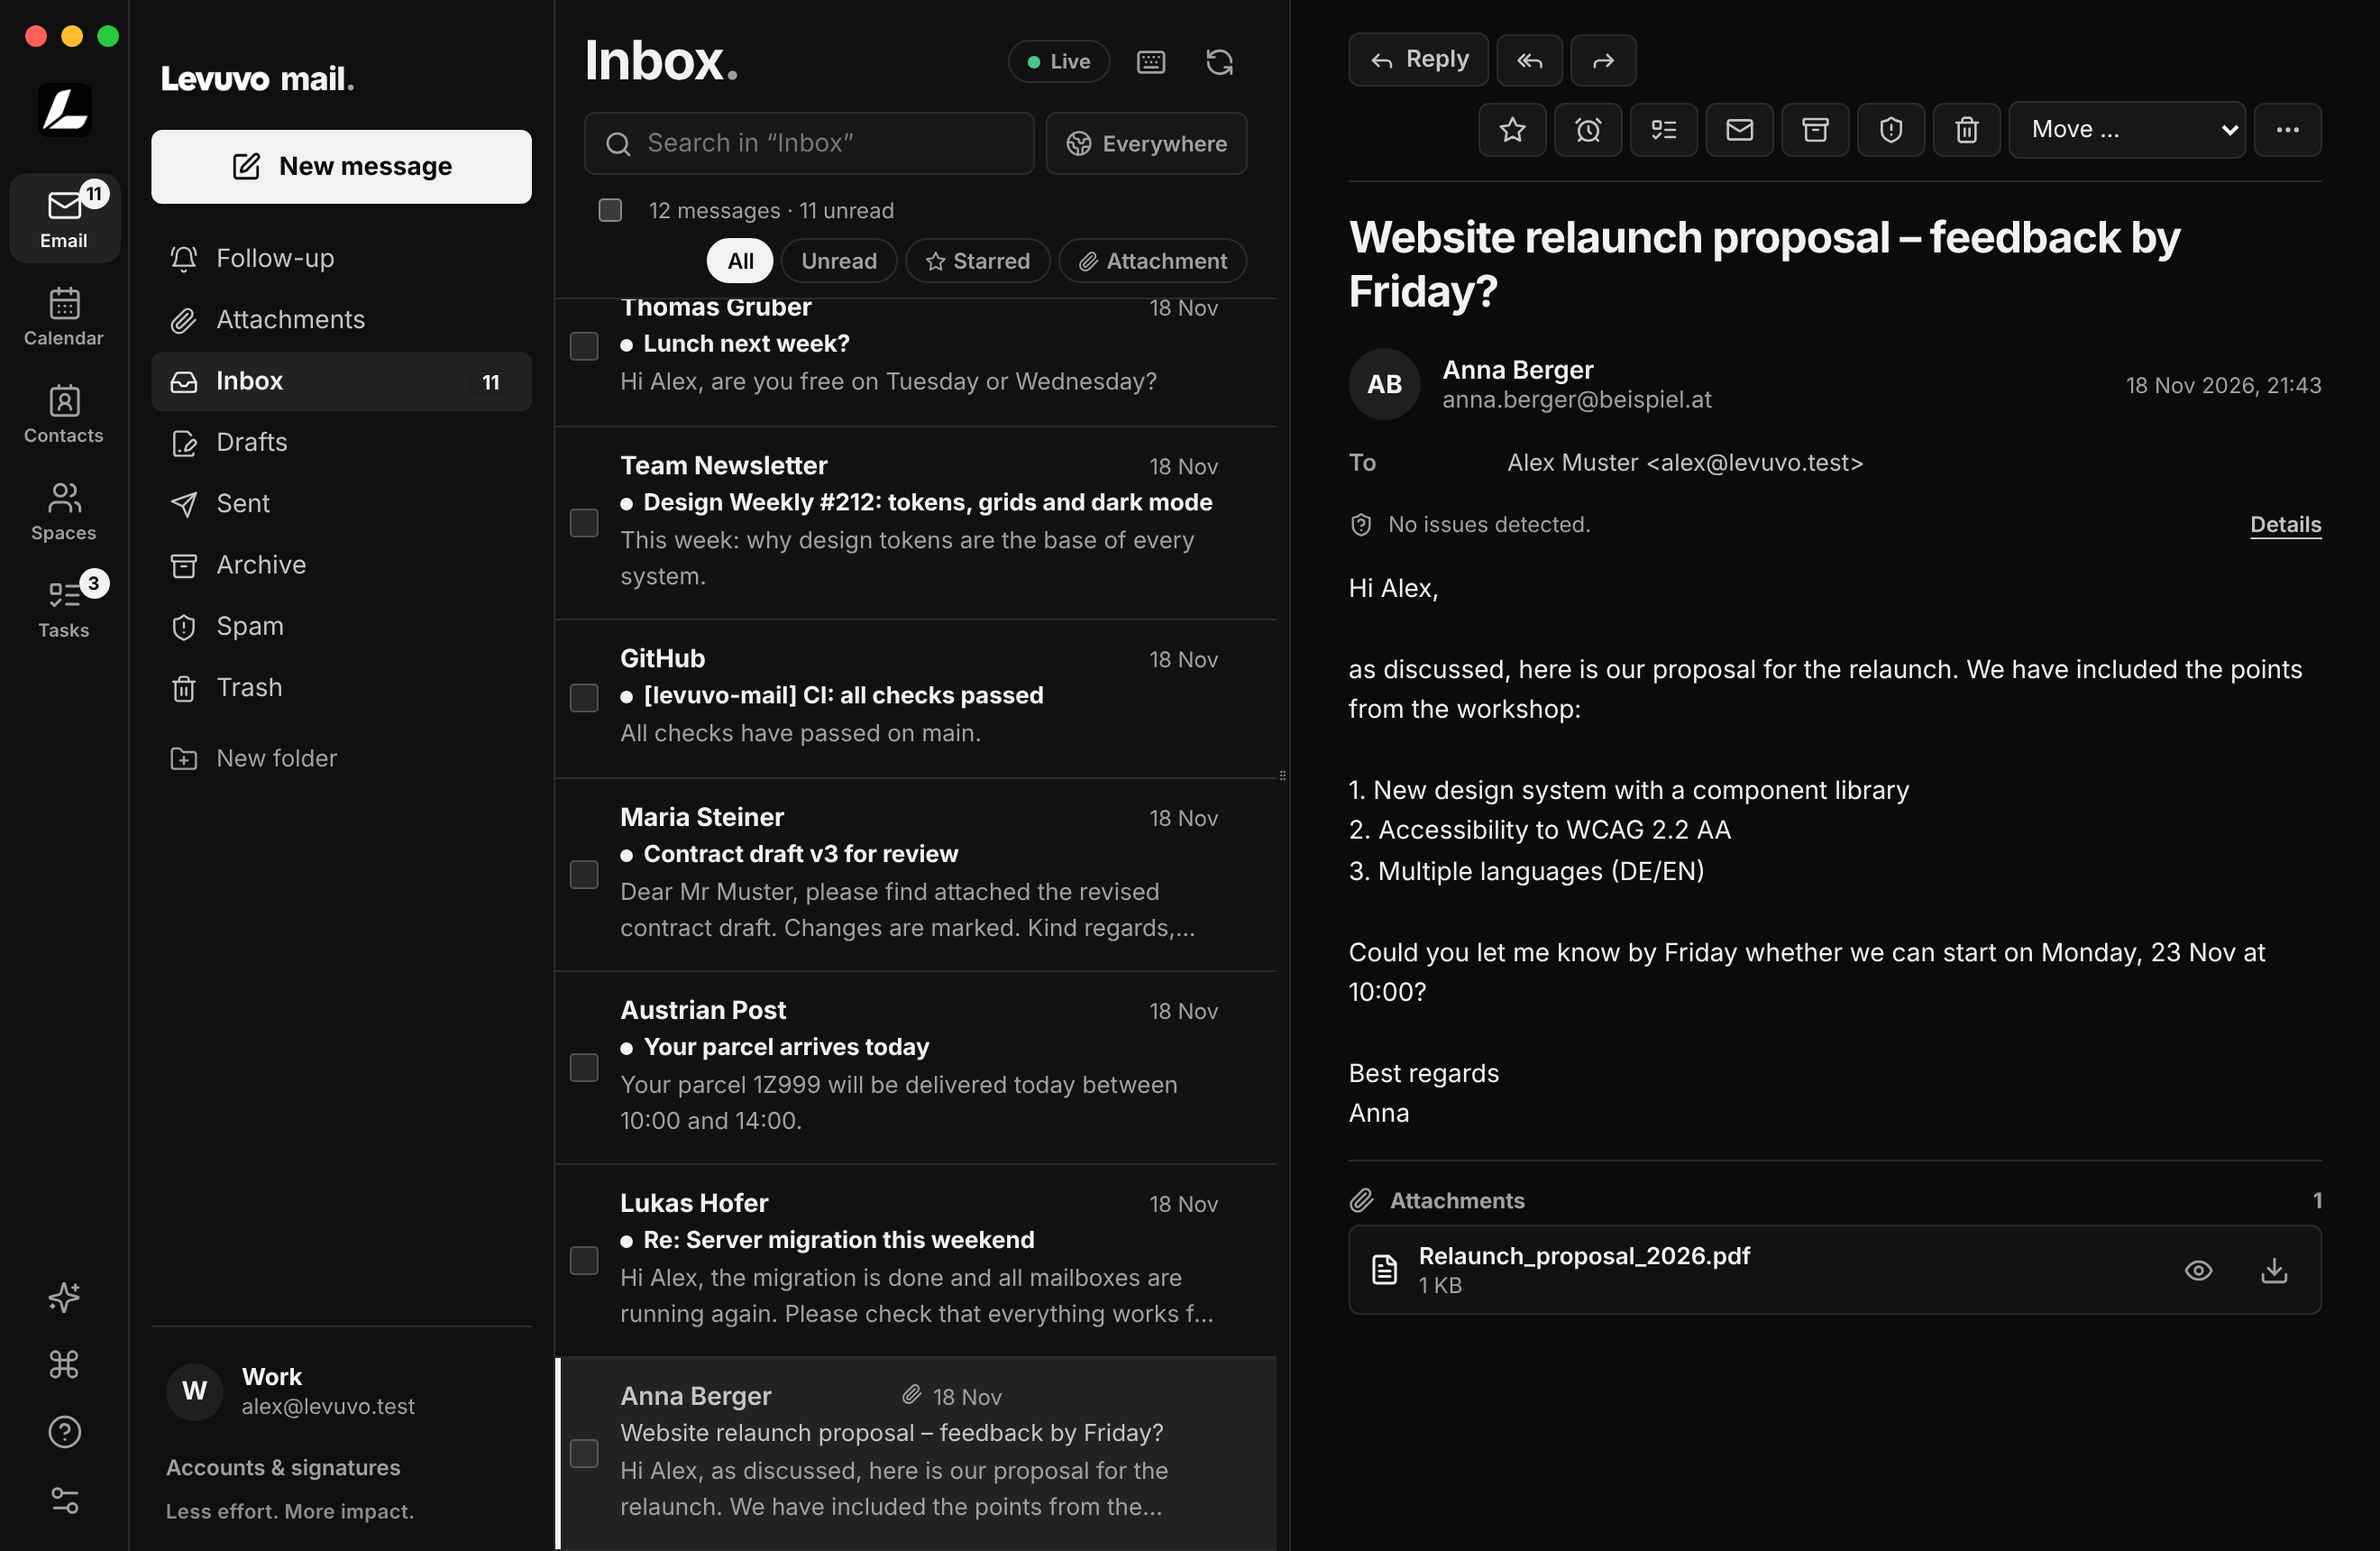 11
Email
Calendar
Contacts
Spaces
3
Tasks
Levuvo mail.
New message
Follow-up
Attachments
Inbox 11
Drafts
Sent
Archive
Spam
Trash
New folder
W
Work
alex@levuvo.test
Accounts & signatures
Less effort. More impact.
Inbox.
Live
Search in “Inbox”
Everywhere
12 messages · 11 unread
All
Unread
Starred
Attachment
Thomas Gruber 18 Nov
Lunch next week?
Hi Alex, are you free on Tuesday or Wednesday?
Team Newsletter 18 Nov
Design Weekly #212: tokens, grids and dark mode
This week: why design tokens are the base of every
system.
GitHub 18 Nov
[levuvo-mail] CI: all checks passed
All checks have passed on main.
Maria Steiner 18 Nov
Contract draft v3 for review
Dear Mr Muster, please find attached the revised
contract draft. Changes are marked. Kind regards,...
Austrian Post 18 Nov
Your parcel arrives today
Your parcel 1Z999 will be delivered today between
10:00 and 14:00.
Lukas Hofer 18 Nov
Re: Server migration this weekend
Hi Alex, the migration is done and all mailboxes are
running again. Please check that everything works f...
Anna Berger 18 Nov
Website relaunch proposal – feedback by Friday?
Hi Alex, as discussed, here is our proposal for the
relaunch. We have included the points from the...
Reply
Move ...
Website relaunch proposal – feedback by
Friday?
AB
Anna Berger
anna.berger@beispiel.at
18 Nov 2026, 21:43
To Alex Muster <alex@levuvo.test>
No issues detected. Details
Hi Alex,
as discussed, here is our proposal for the relaunch. We have included the points
from the workshop:
1. New design system with a component library
2. Accessibility to WCAG 2.2 AA
3. Multiple languages (DE/EN)
Could you let me know by Friday whether we can start on Monday, 23 Nov at
10:00?
Best regards
Anna
Attachments 1
Relaunch_proposal_2026.pdf
1 KB